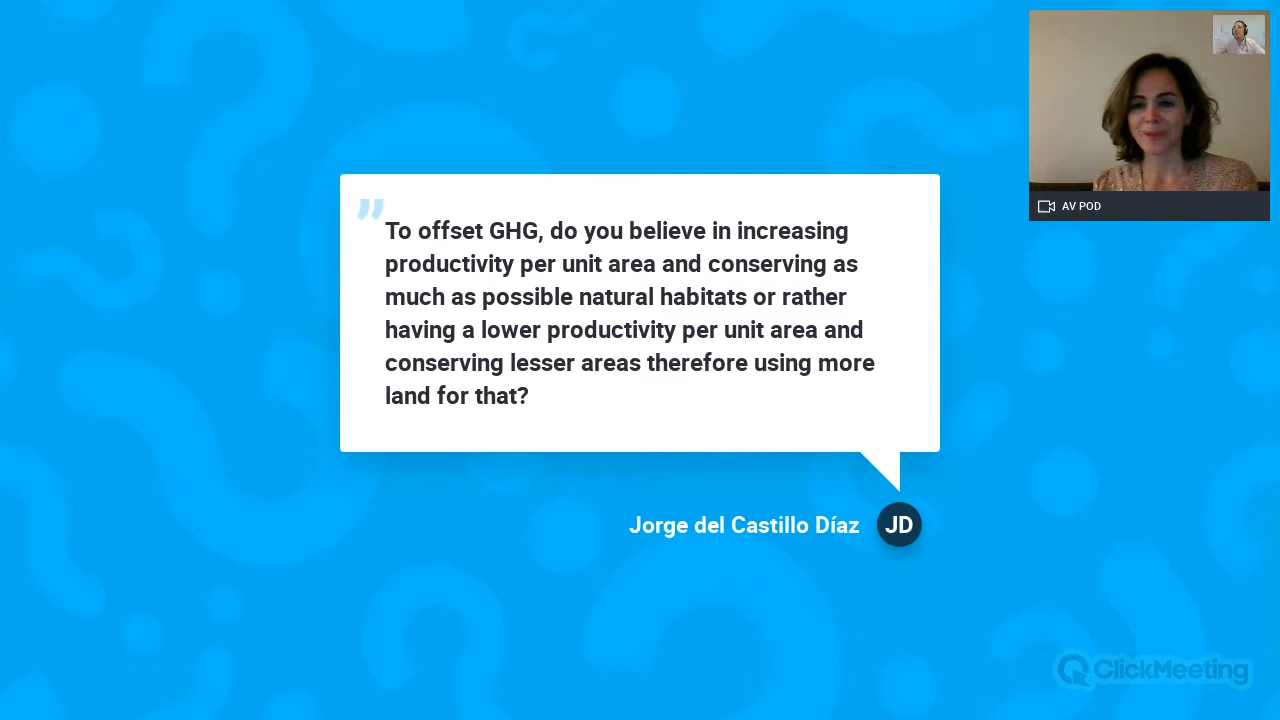 AV POD
”
To offset GHG, do you believe in increasing
productivity per unit area and conserving as
much as possible natural habitats or rather
having a lower productivity per unit area and
conserving lesser areas therefore using more
land for that?
Jorge del Castillo Díaz
JD
ClickMeeting